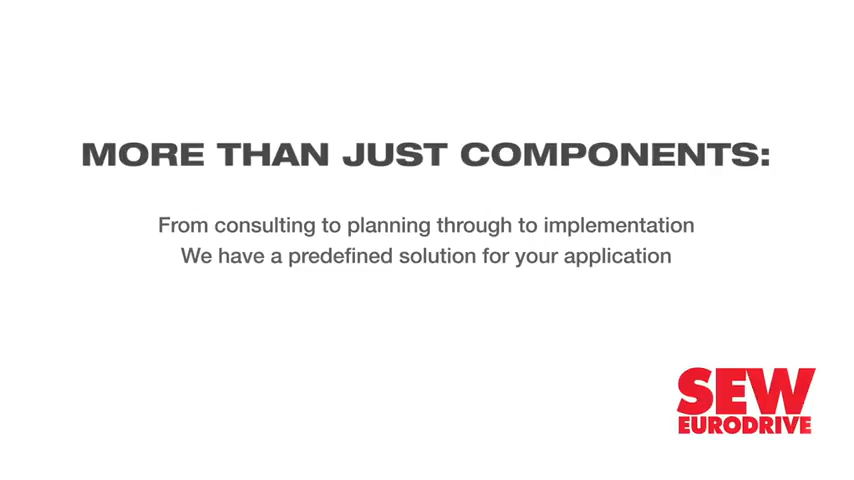 MORE THAN JUST COMPONENTS:
From consulting to planning through to implementation
We have a predefined solution for your application
SEW
EURODRIVE